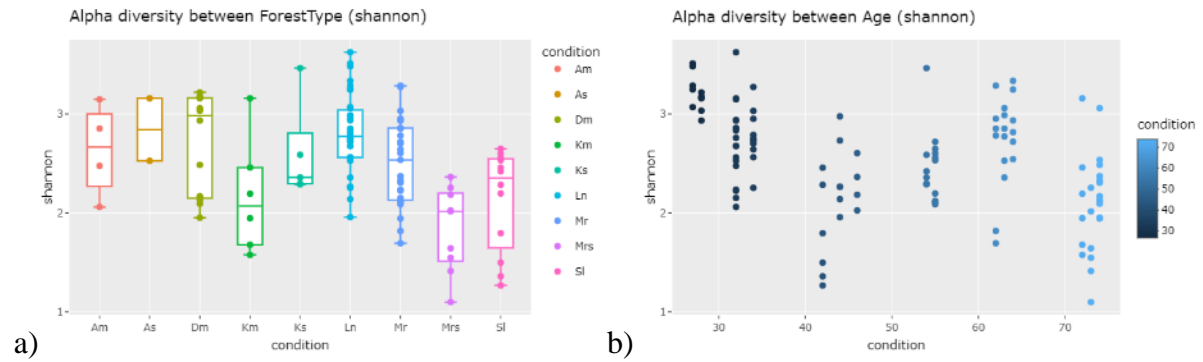 Alpha diversity between ForestType (shannon)
shannon
3
2
1
Am As Dm Km Ks Ln Mr Mrs Sl
condition
condition
Am
As
Dm
Km
Ks
Ln
Mr
Mrs
Sl
a)
Alpha diversity between Age (shannon)
shannon
3
2
1
30 40 50 60 70
condition
condition
70
60
50
40
30
b)